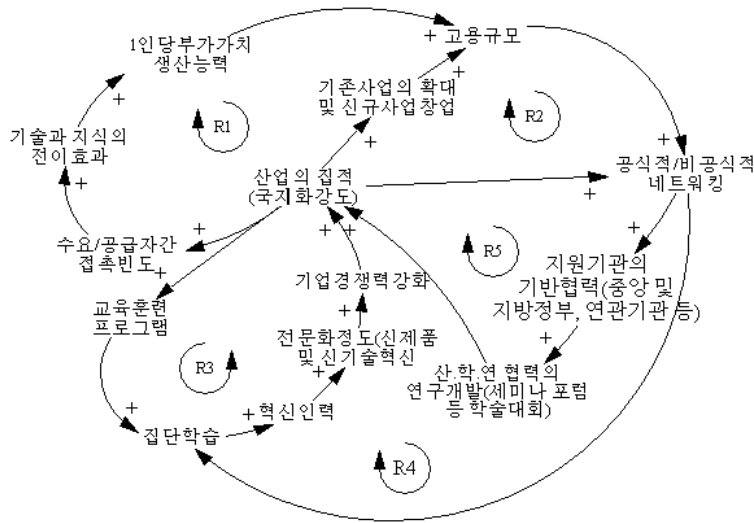 1인당부가가치
생산능력
+ 고용규모
+
+
기존사업의 확대
및 신규사업창업
+
R1
R2
기술과지식의
전이효과
+
+
공식적/비공식적
네트워킹
+
산업의집적
(국지화강도)
+
수요/공급자간
접촉빈도
+
+ +
R5
+
지원기관의
기반협력(중앙 및
지방정부, 연관기관 등)
교육훈련
프로그램
기업경쟁력강화
+
전문화정도(신제품
및 신기술혁신
+
+
산.학.연 협력의
연구개발(세미나 포럼
등학술대회)
R3
+
집단학습
+ 혁신인력
R4